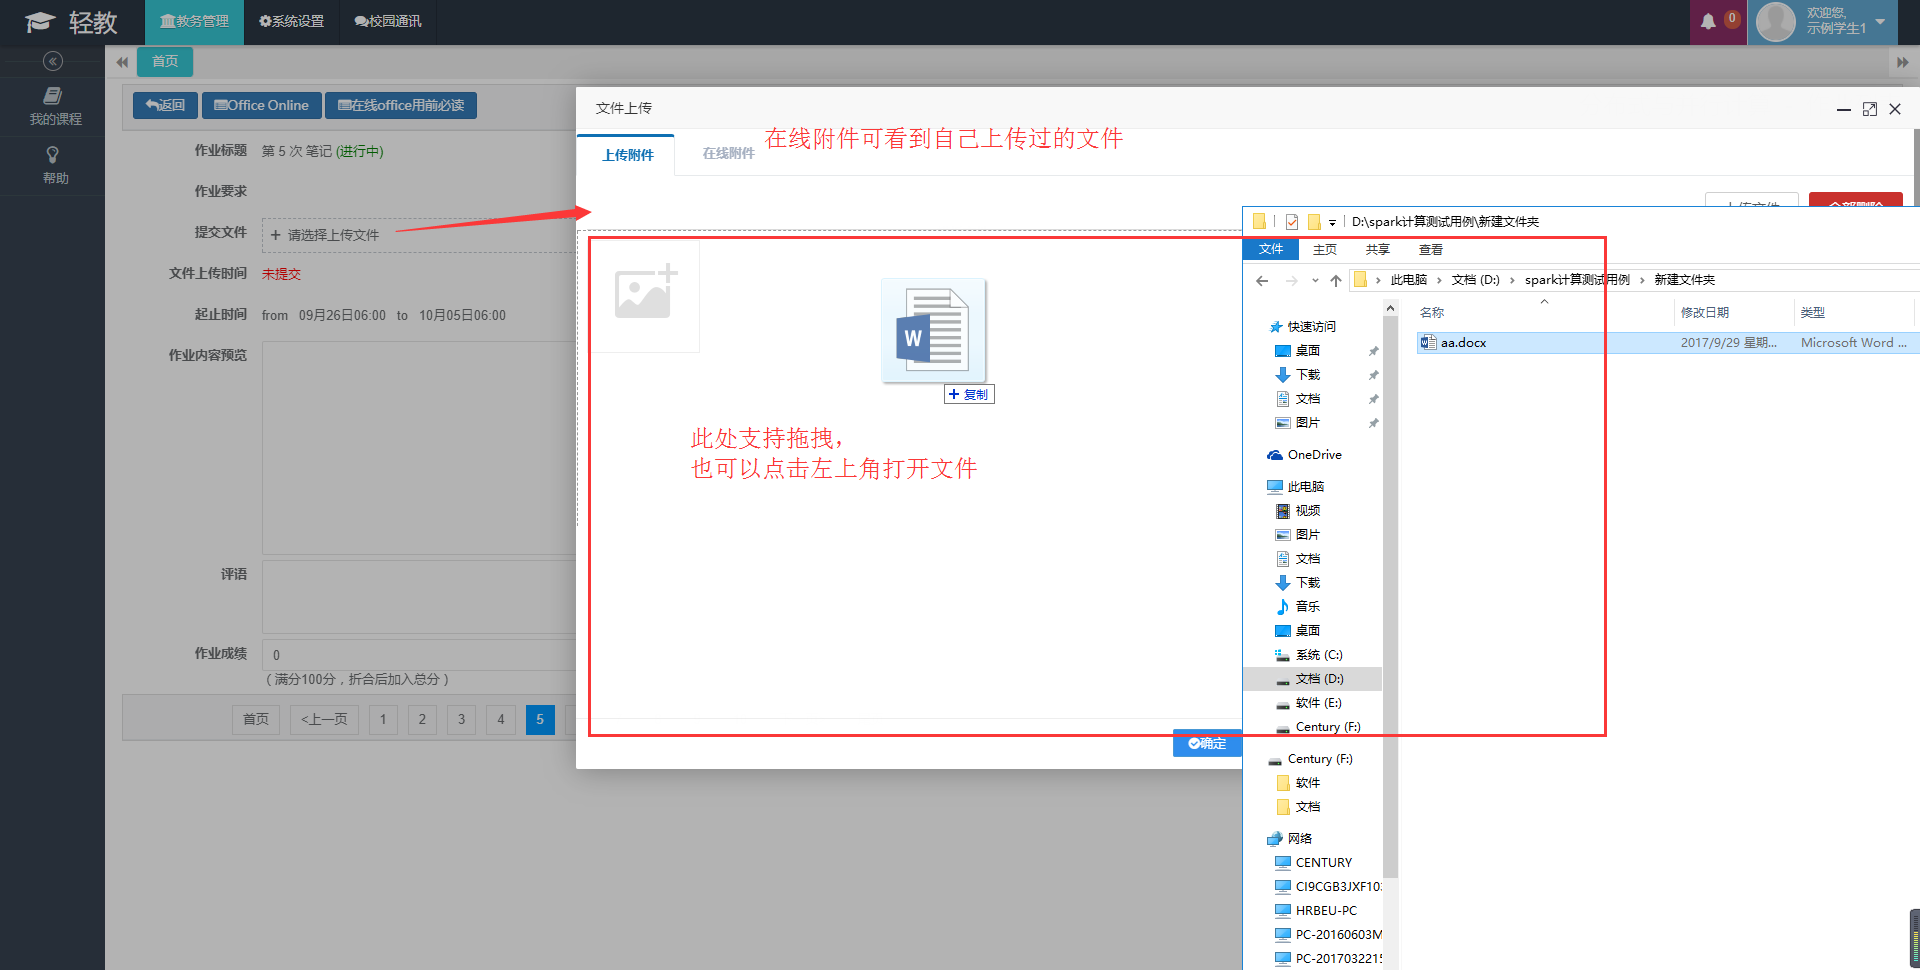 轻教
教务管理
系统设置
校园通讯
0
欢迎您,
示例学生1
首页
我的课程
帮助
返回
Office Online
在线office用前必读
作业标题 第 5 次 笔记 (进行中)
作业要求
提交文件 + 请选择上传文件
文件上传时间 未提交
起止时间 from 09月26日06:00 to 10月05日06:00
作业内容预览
评语
作业成绩 0
( 满分100分，折合后加入总分 )
首页 <上一页 1 2 3 4 5
文件上传
上传附件
在线附件
在线附件可看到自己上传过的文件
上传文件
全部删除
W
+ 复制
此处支持拖拽，
也可以点击左上角打开文件
确定
D:\spark计算测试用例\新建文件夹
文件 主页 共享 查看
此电脑 › 文档 (D:) › spark计算测试用例 › 新建文件夹
名称 修改日期 类型
aa.docx 2017/9/29 星期... Microsoft Word ...
快速访问
桌面
下载
文档
图片
OneDrive
此电脑
视频
图片
文档
下载
音乐
桌面
系统 (C:)
文档 (D:)
软件 (E:)
Century (F:)
Century (F:)
软件
文档
网络
CENTURY
CI9CGB3JXF103
HRBEU-PC
PC-20160603M
PC-2017032215